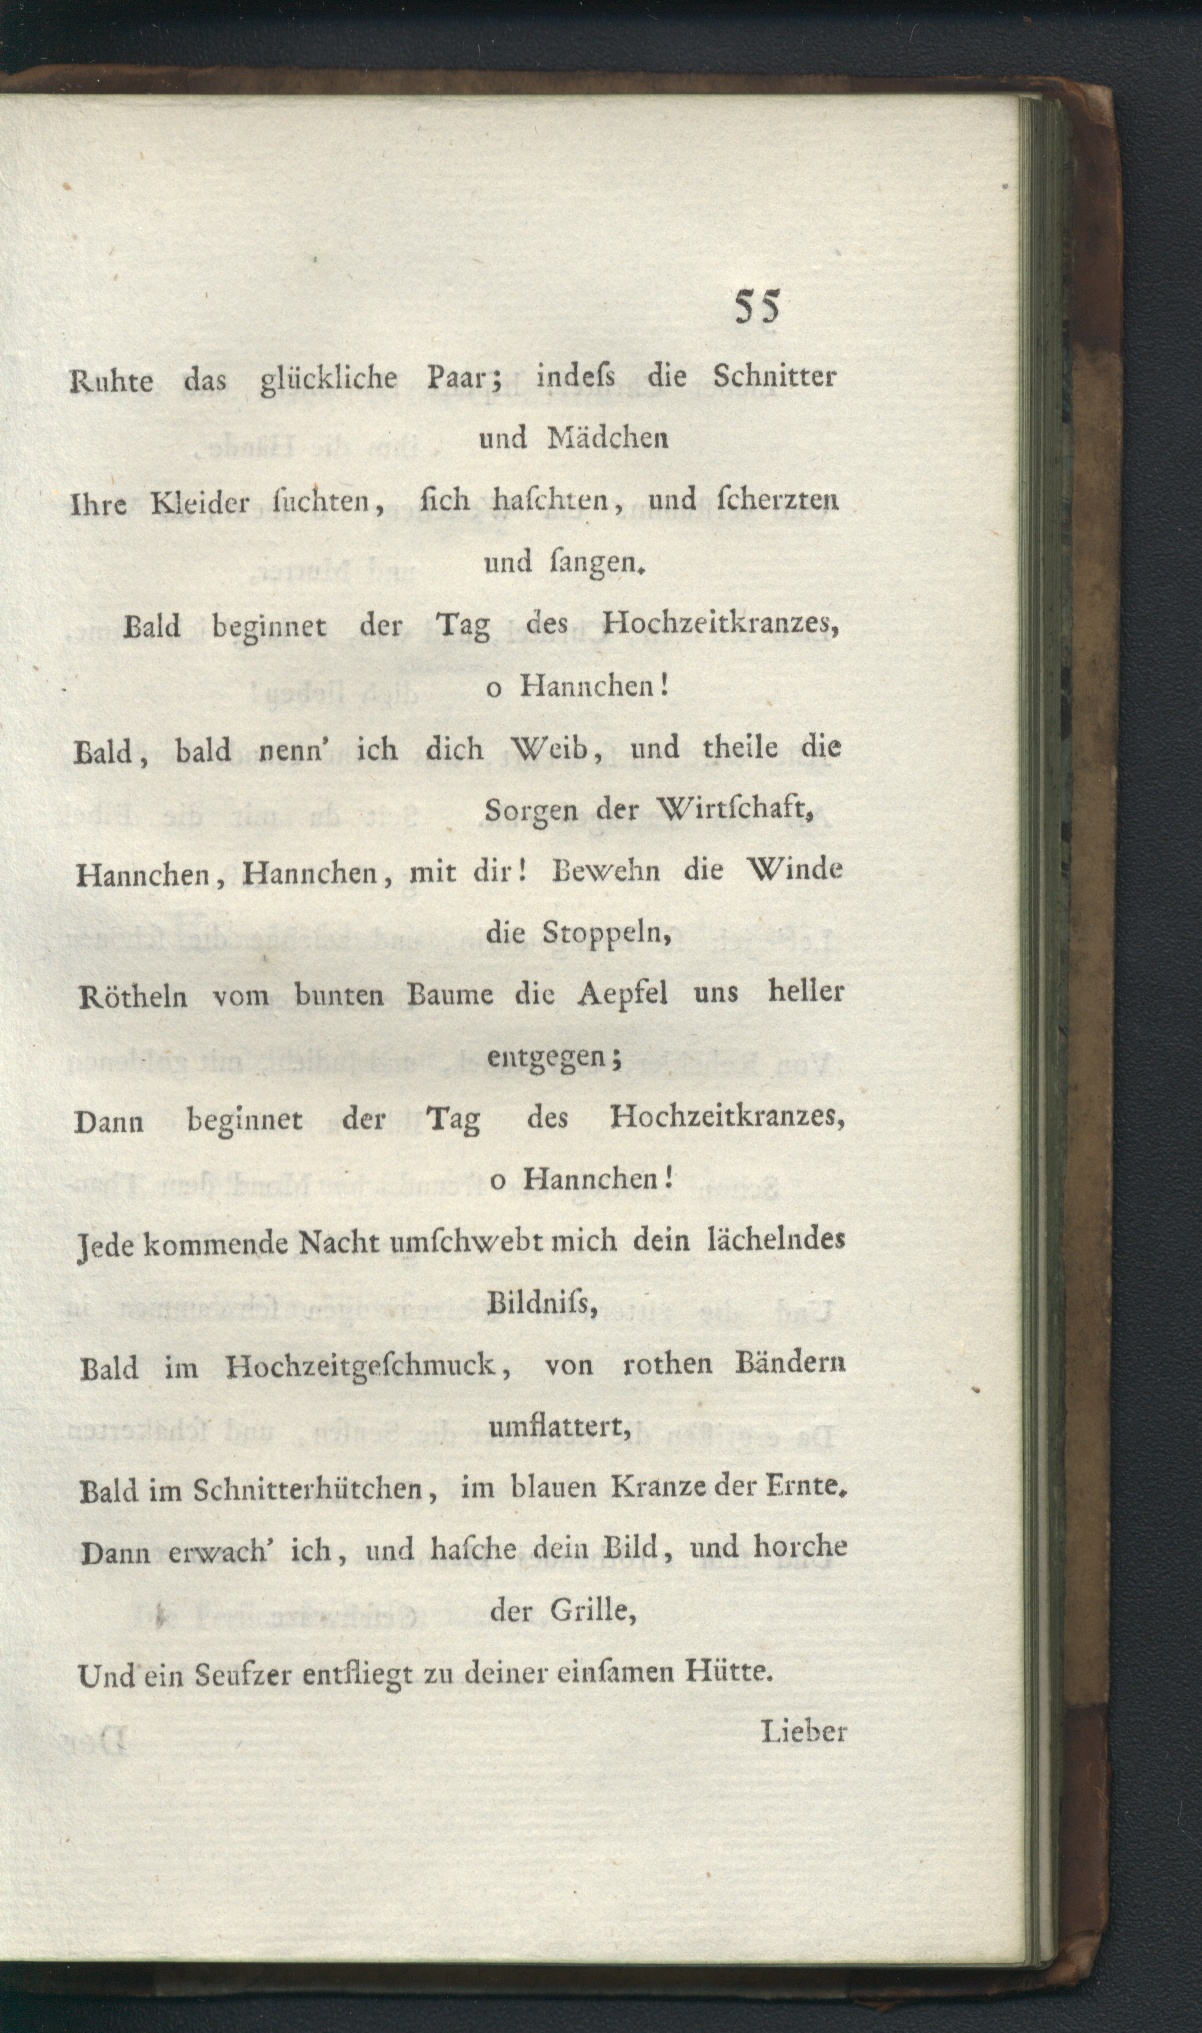 55
Ruhte das glückliche Paar; indeſs die Schnitter
und Mädchen
Ihre Kleider ſuchten, ſich haſchten, und ſcherzten
und ſangen.
Bald beginnet der Tag des Hochzeitkranzes,
o Hannchen!
Bald, bald nenn’ ich dich Weib, und theile die
Sorgen der Wirtſchaft,
Hannchen, Hannchen, mit dir! Bewehn die Winde
die Stoppeln,
Rötheln vom bunten Baume die Aepfel uns heller
entgegen;
Dann beginnet der Tag des Hochzeitkranzes,
o Hannchen!
Jede kommende Nacht umſchwebt mich dein lächelndes
Bildniſs,
Bald im Hochzeitgeſchmuck, von rothen Bändern
umflattert,
Bald im Schnitterhütchen, im blauen Kranze der Ernte.
Dann erwach’ ich, und haſche dein Bild, und horche
der Grille,
Und ein Seufzer entfliegt zu deiner einſamen Hütte.
Lieber